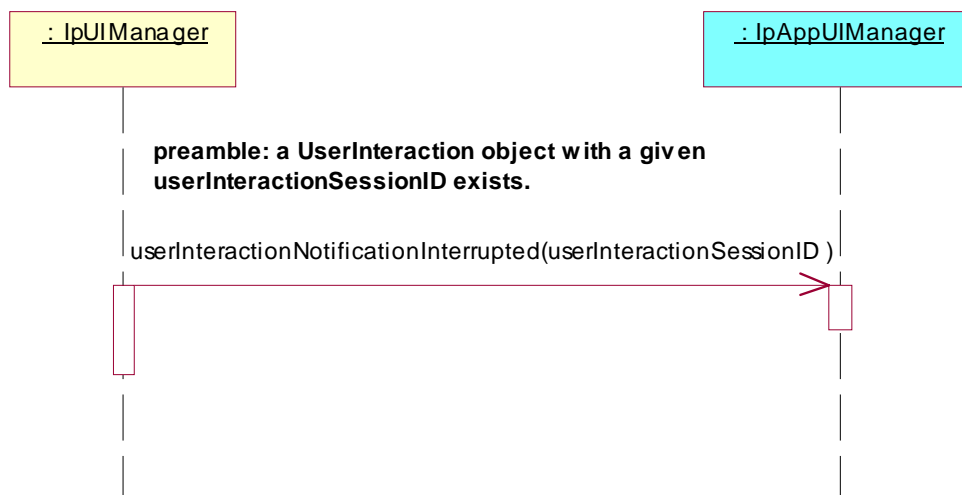 : IpUIManager
: IpAppUIManager
preamble: a UserInteraction object with a given
userInteractionSessionID exists.
userInteractionNotificationInterrupted(userInteractionSessionID )